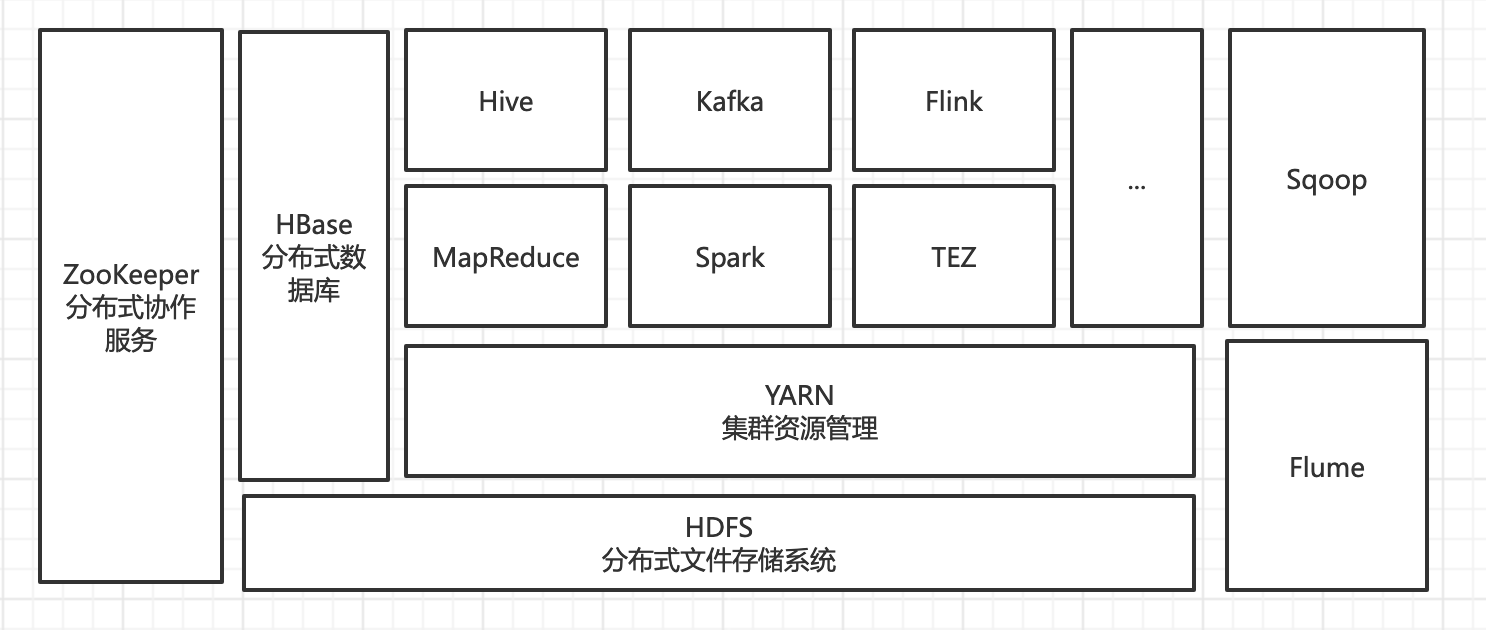 ZooKeeper
分布式协作
服务
HBase
分布式数
据库
Hive
Kafka
Flink
...
Sqoop
MapReduce
Spark
TEZ
YARN
集群资源管理
Flume
HDFS
分布式文件存储系统